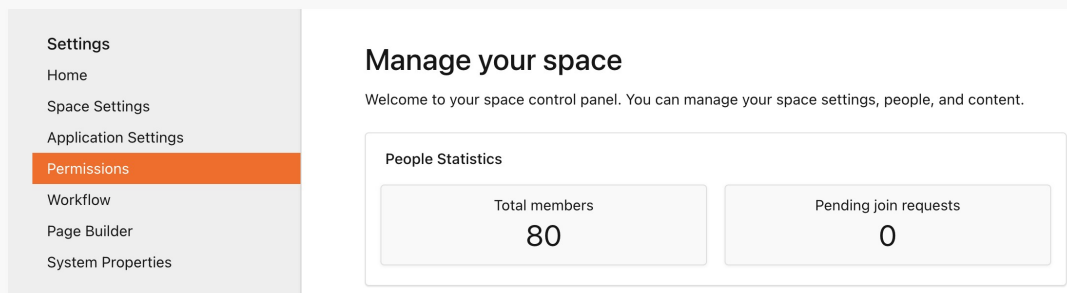 Settings
Home
Space Settings
Application Settings
Permissions
Workflow
Page Builder
System Properties
Manage your space
Welcome to your space control panel. You can manage your space settings, people, and content.
People Statistics
Total members
80
Pending join requests
0